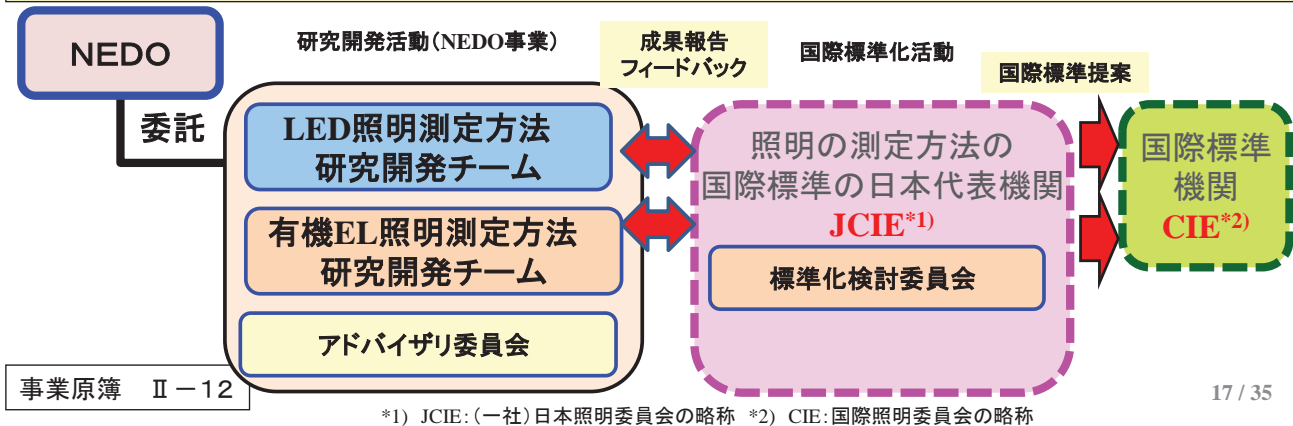 NEDO
委託
研究開発活動(NEDO事業)
LED照明測定方法
研究開発チーム
有機EL照明測定方法
研究開発チーム
アドバイザリ委員会
成果報告
フィードバック
国際標準化活動
照明の測定方法の
国際標準の日本代表機関
JCIE*1)
標準化検討委員会
国際標準提案
国際標準
機関
CIE*2)
事業原簿 Ⅱ-12
17 / 35
*1) JCIE:(一社)日本照明委員会の略称 *2) CIE:国際照明委員会の略称